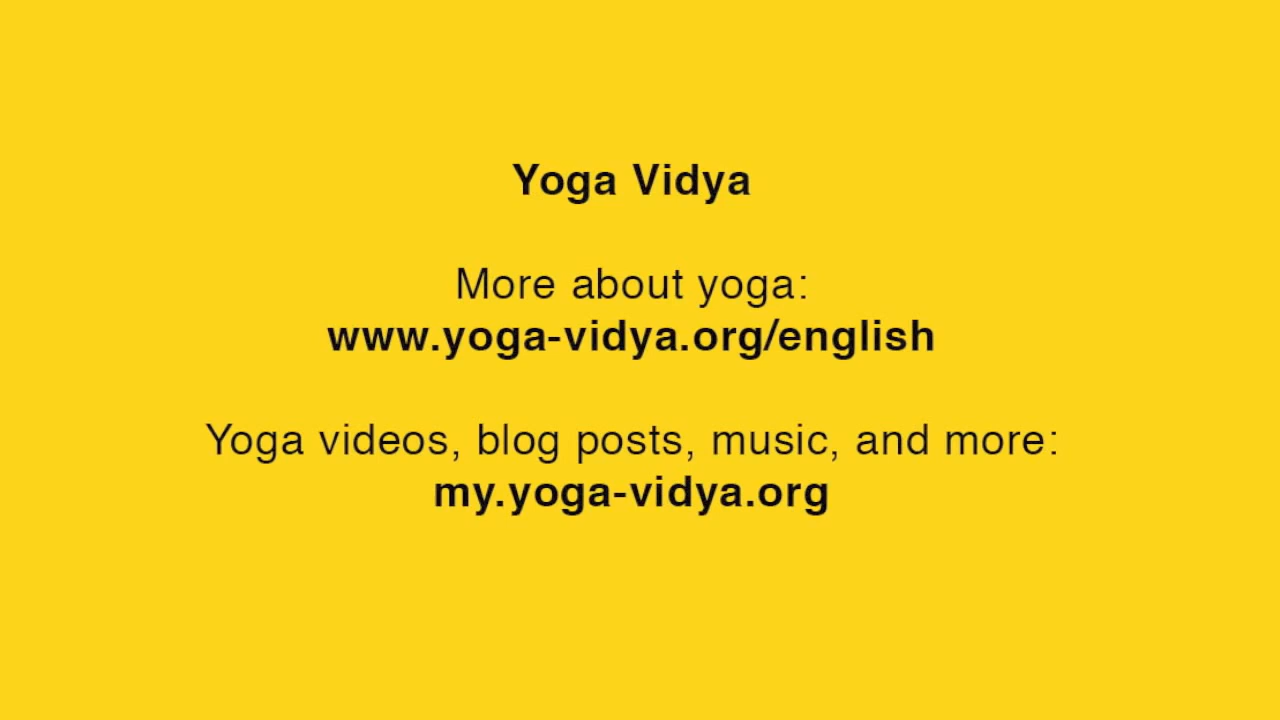 Yoga Vidya
More about yoga:
www.yoga-vidya.org/english
Yoga videos, blog posts, music, and more:
my.yoga-vidya.org